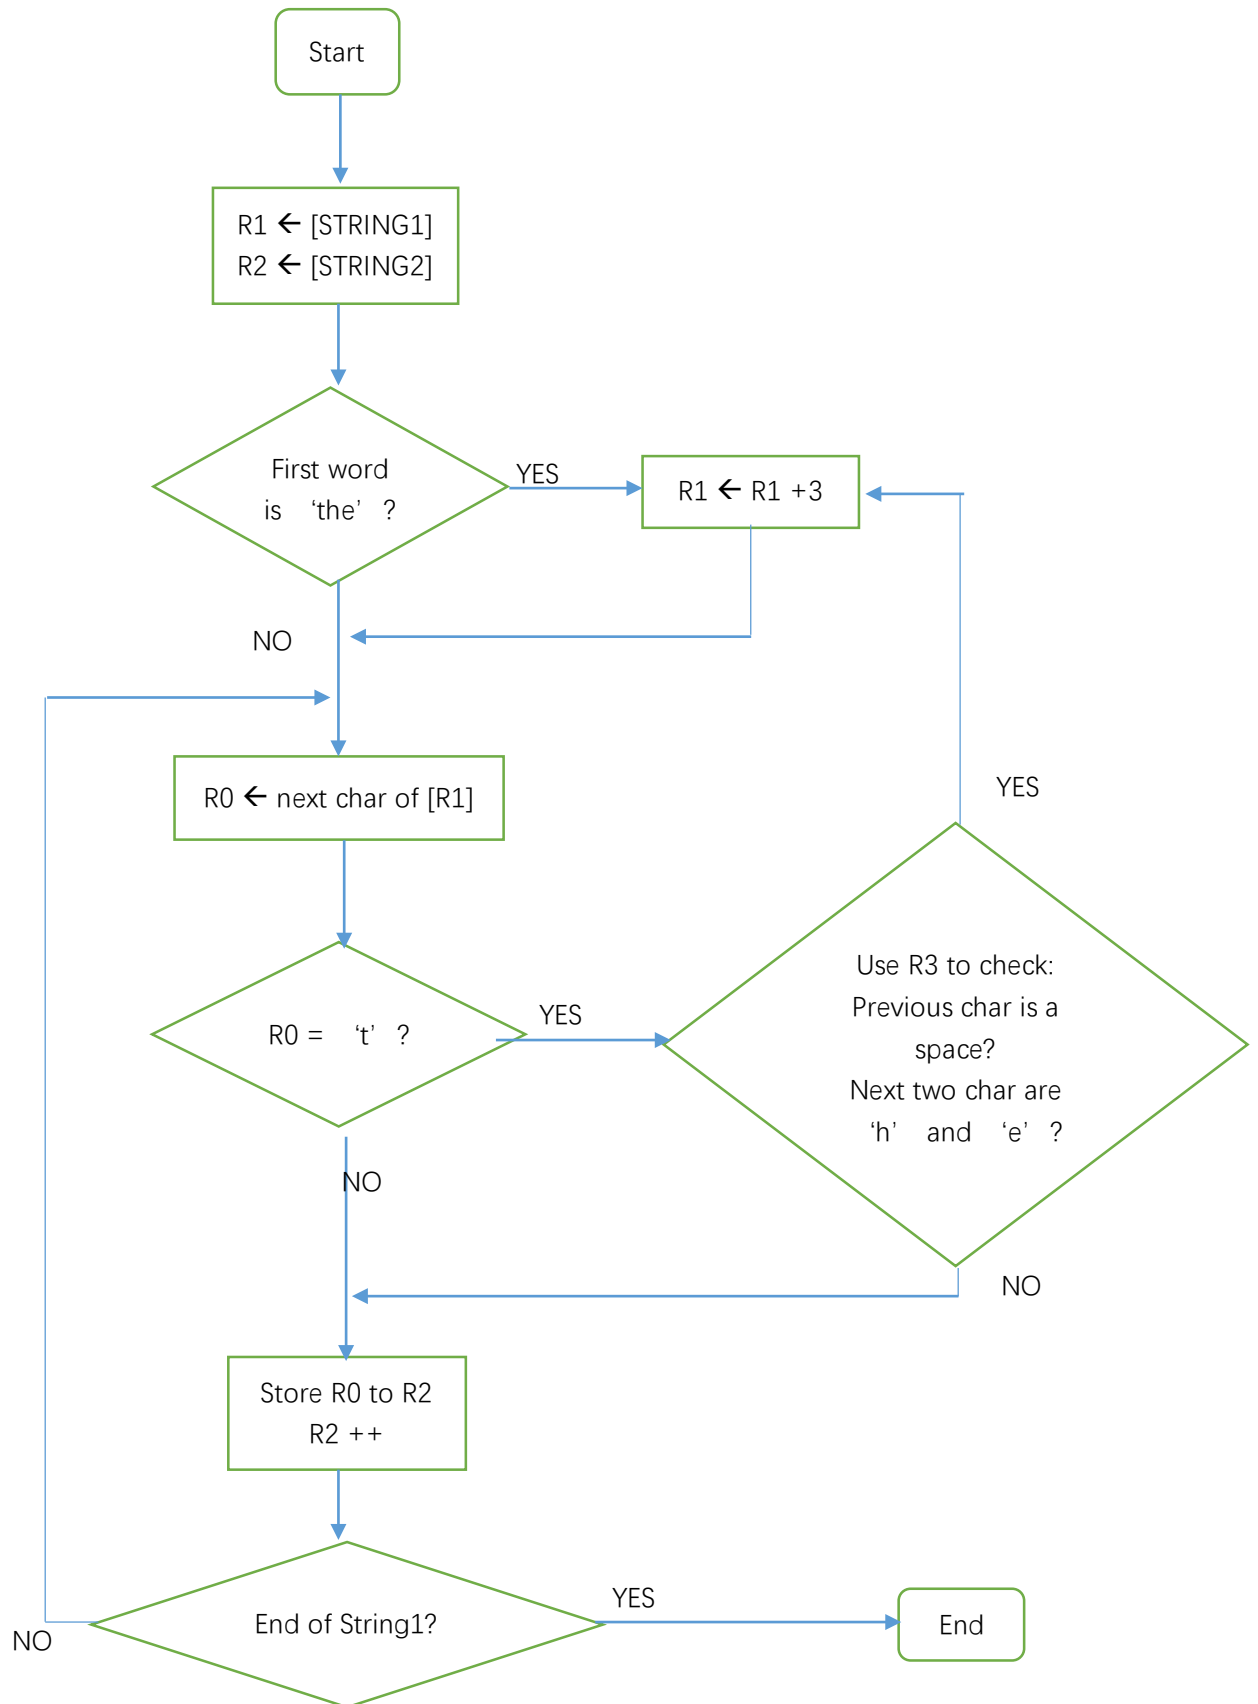 Start
R1 ← [STRING1]
R2 ← [STRING2]
First word
is ‘the’ ?
YES
R1 ← R1 +3
NO
R0 ← next char of [R1]
YES
R0 = ‘t’ ?
YES
Use R3 to check:
Previous char is a
space?
Next two char are
‘h’ and ‘e’ ?
NO
NO
Store R0 to R2
R2 ++
End of String1?
YES
End
NO